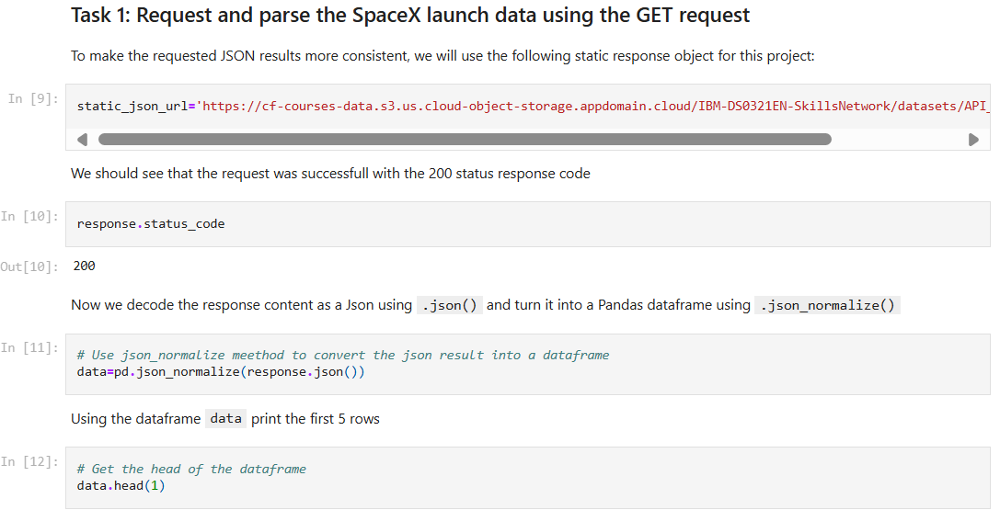 Task 1: Request and parse the SpaceX launch data using the GET request
To make the requested JSON results more consistent, we will use the following static response object for this project:
In [9]: static_json_url='https://cf-courses-data.s3.us.cloud-object-storage.appdomain.cloud/IBM-DS0321EN-SkillsNetwork/datasets/API_
We should see that the request was successfull with the 200 status response code
In [10]: response.status_code
Out[10]: 200
Now we decode the response content as a Json using .json() and turn it into a Pandas dataframe using .json_normalize()
In [11]: # Use json_normalize meethod to convert the json result into a dataframe
data=pd.json_normalize(response.json())
Using the dataframe data print the first 5 rows
In [12]: # Get the head of the dataframe
data.head(1)